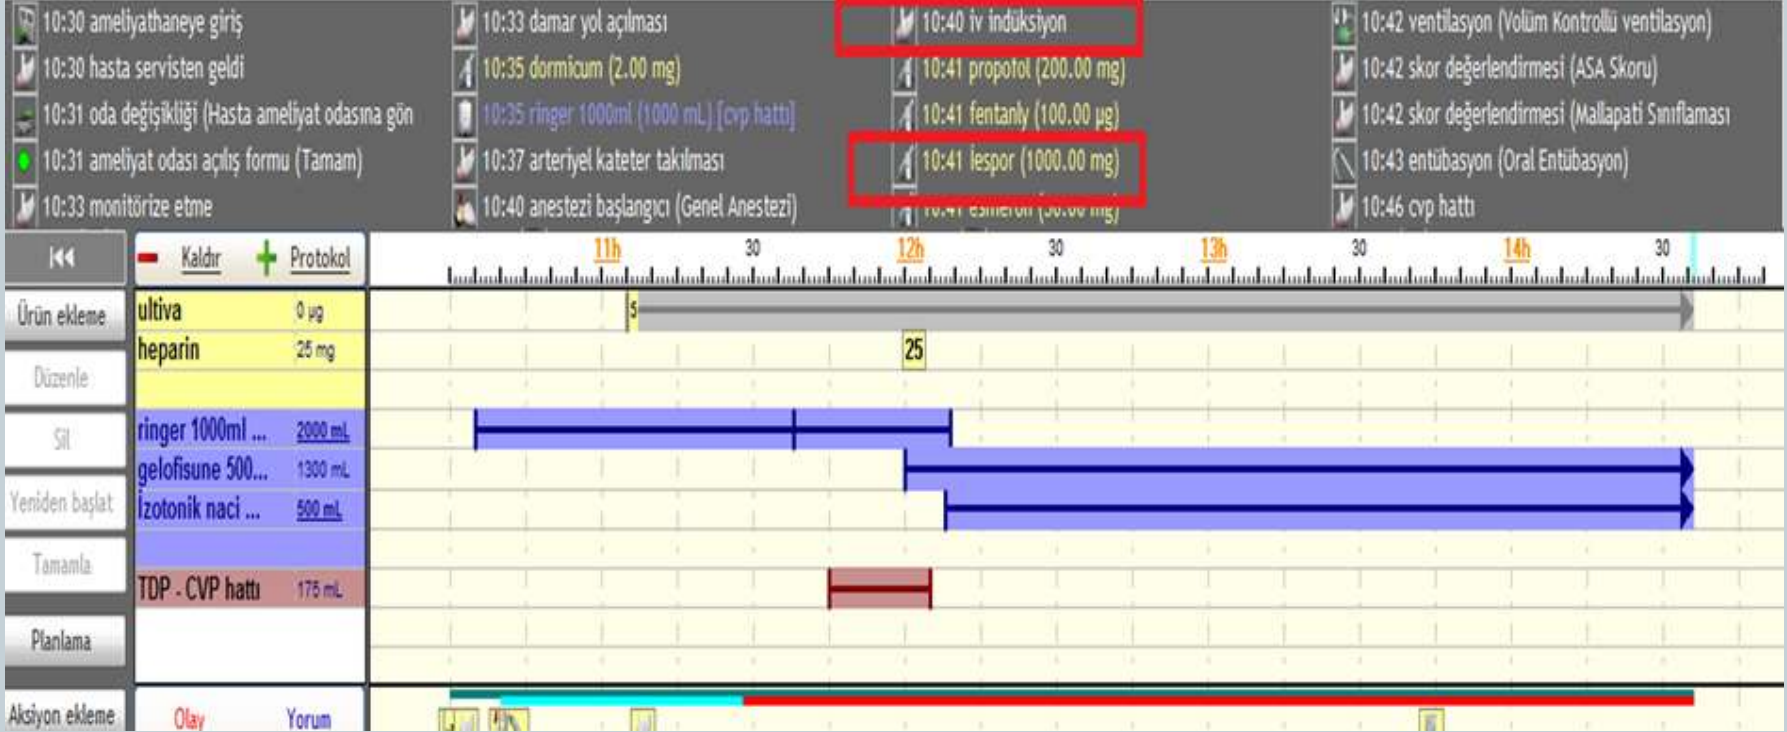 10:30 ameliyathaneye giriş
10:30 hasta servisten geldi
10:31 oda değişikliği (Hasta ameliyat odasına gön
10:31 ameliyat odası açılış formu (Tamam)
10:33 monitörize etme
10:33 damar yol açılması
10:35 dormicum (2.00 mg)
10:35 ringer 1000ml (1000 mL) [cvp hattı]
10:37 arteriyel kateter takılması
10:40 anestezi başlangıcı (Genel Anestezi)
10:40 iv indüksiyon
10:41 propofol (200.00 mg)
10:41 fentanly (100.00 µg)
10:41 iespor (1000.00 mg)
10:41 esmeron (50.00 mg)
10:42 ventilasyon (Volüm Kontrollü ventilasyon)
10:42 skor değerlendirmesi (ASA Skoru)
10:42 skor değerlendirmesi (Mallapati Sınıflaması
10:43 entübasyon (Oral Entübasyon)
10:46 cvp hattı
Kaldır Protokol
11h 30 12h 30 13h 30 14h 30
Ürün ekleme
Düzenle
Sil
Yeniden başlat
Tamamla
Planlama
Aksiyon ekleme
ultiva 0 µg 5
heparin 25 mg 25
ringer 1000ml ... 2000 mL
gelofisune 500... 1300 mL
İzotonik nacl ... 500 mL
TDP - CVP hattı 175 mL
Olay Yorum